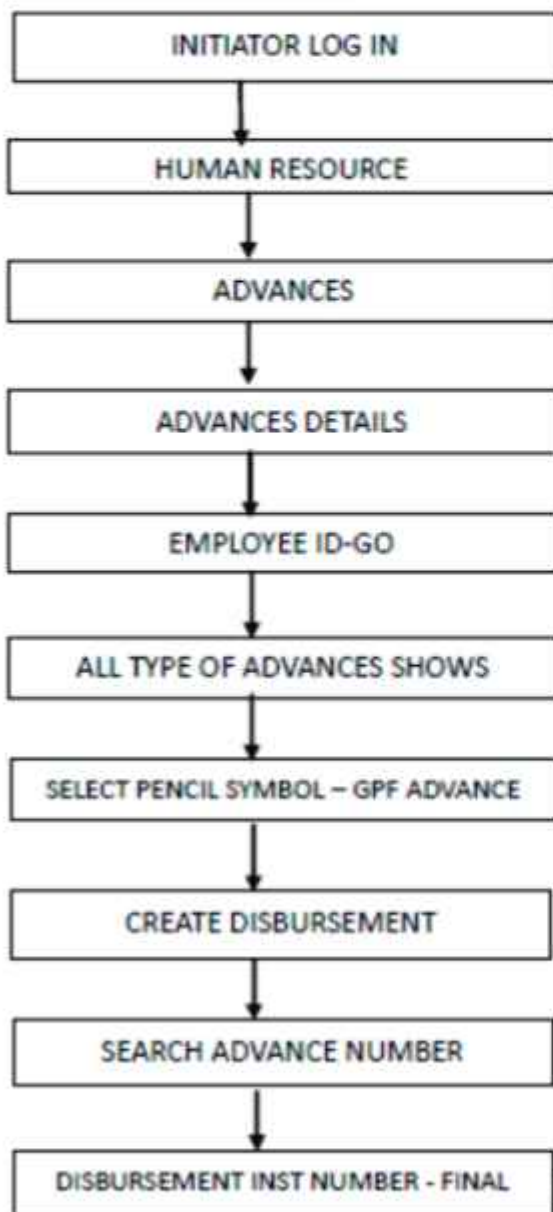 INITIATOR LOG IN
HUMAN RESOURCE
ADVANCES
ADVANCES DETAILS
EMPLOYEE ID-GO
ALL TYPE OF ADVANCES SHOWS
SELECT PENCIL SYMBOL – GPF ADVANCE
CREATE DISBURSEMENT
SEARCH ADVANCE NUMBER
DISBURSEMENT INST NUMBER - FINAL